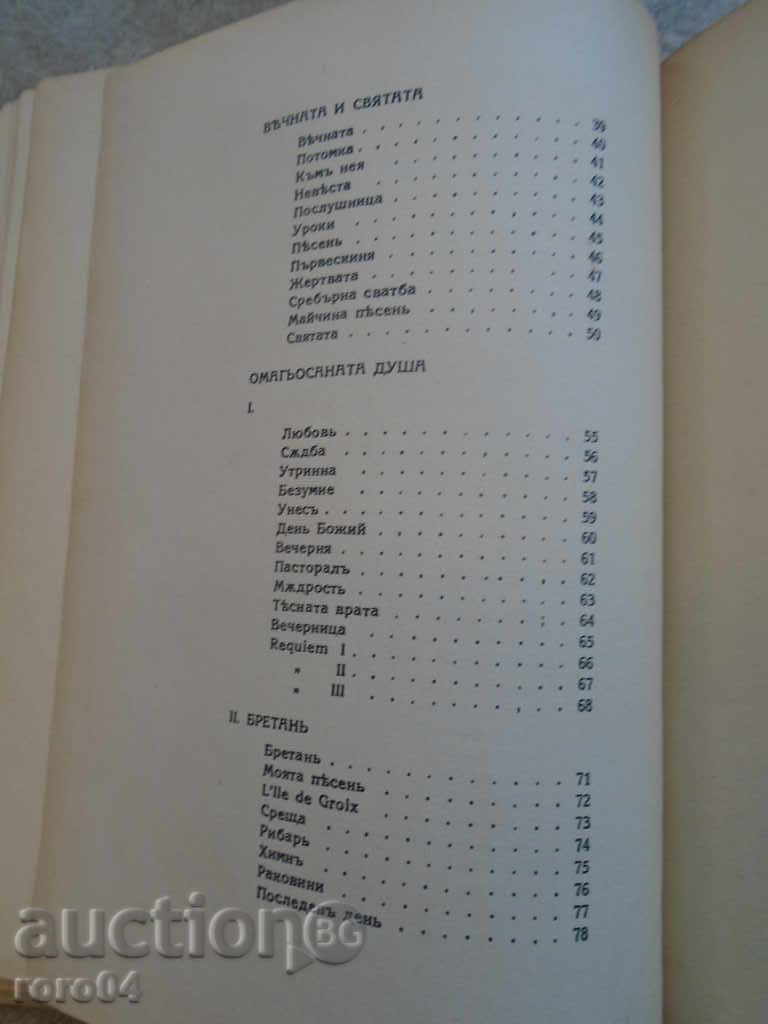 ВѢЧНАТА И СВЯТАТА
Вѣчната . . . . . . . . . . . . 39
Потомка . . . . . . . . . . . . 40
Къмъ нея . . . . . . . . . . . 41
Невѣста . . . . . . . . . . . 42
Послушница . . . . . . . . . . 43
Уроки . . . . . . . . . . . . 44
Пѣсень . . . . . . . . . . . . 45
Първескиня . . . . . . . . . . 46
Жертвата . . . . . . . . . . 47
Сребърна сватба . . . . . . . . 48
Майчина пѣсень . . . . . . . . 49
Святата . . . . . . . . . . . . 50
ОМАГЬОСАНАТА ДУША
I.
Любовь . . . . . . . . . . . . 55
Сѫдба . . . . . . . . . . . . 56
Утринна . . . . . . . . . . . 57
Безумие . . . . . . . . . . . 58
Унесъ . . . . . . . . . . . . 59
День Божий . . . . . . . . . . 60
Вечерня . . . . . . . . . . . . 61
Пасторалъ . . . . . . . . . . 62
Мѫдрость . . . . . . . . . . . 63
Тѣсната врата . . . . . . . . . 64
Вечерница . . . . . . . . . . 65
Requiem I . . . . . . . . . . . 66
" II . . . . . . . . . . . 67
" III . . . . . . . . . . 68
II. БРЕТАНЬ
Бретань . . . . . . . . . . . . 71
Моята пѣсень . . . . . . . . . 72
L'Ile de Groix . . . . . . . . . . 73
Среща . . . . . . . . . . . . 74
Рибарь . . . . . . . . . . . . 75
Химнъ . . . . . . . . . . . . 76
Раковини . . . . . . . . . . . 77
Последенъ день . . . . . . . . 78
auctionBG
roro04